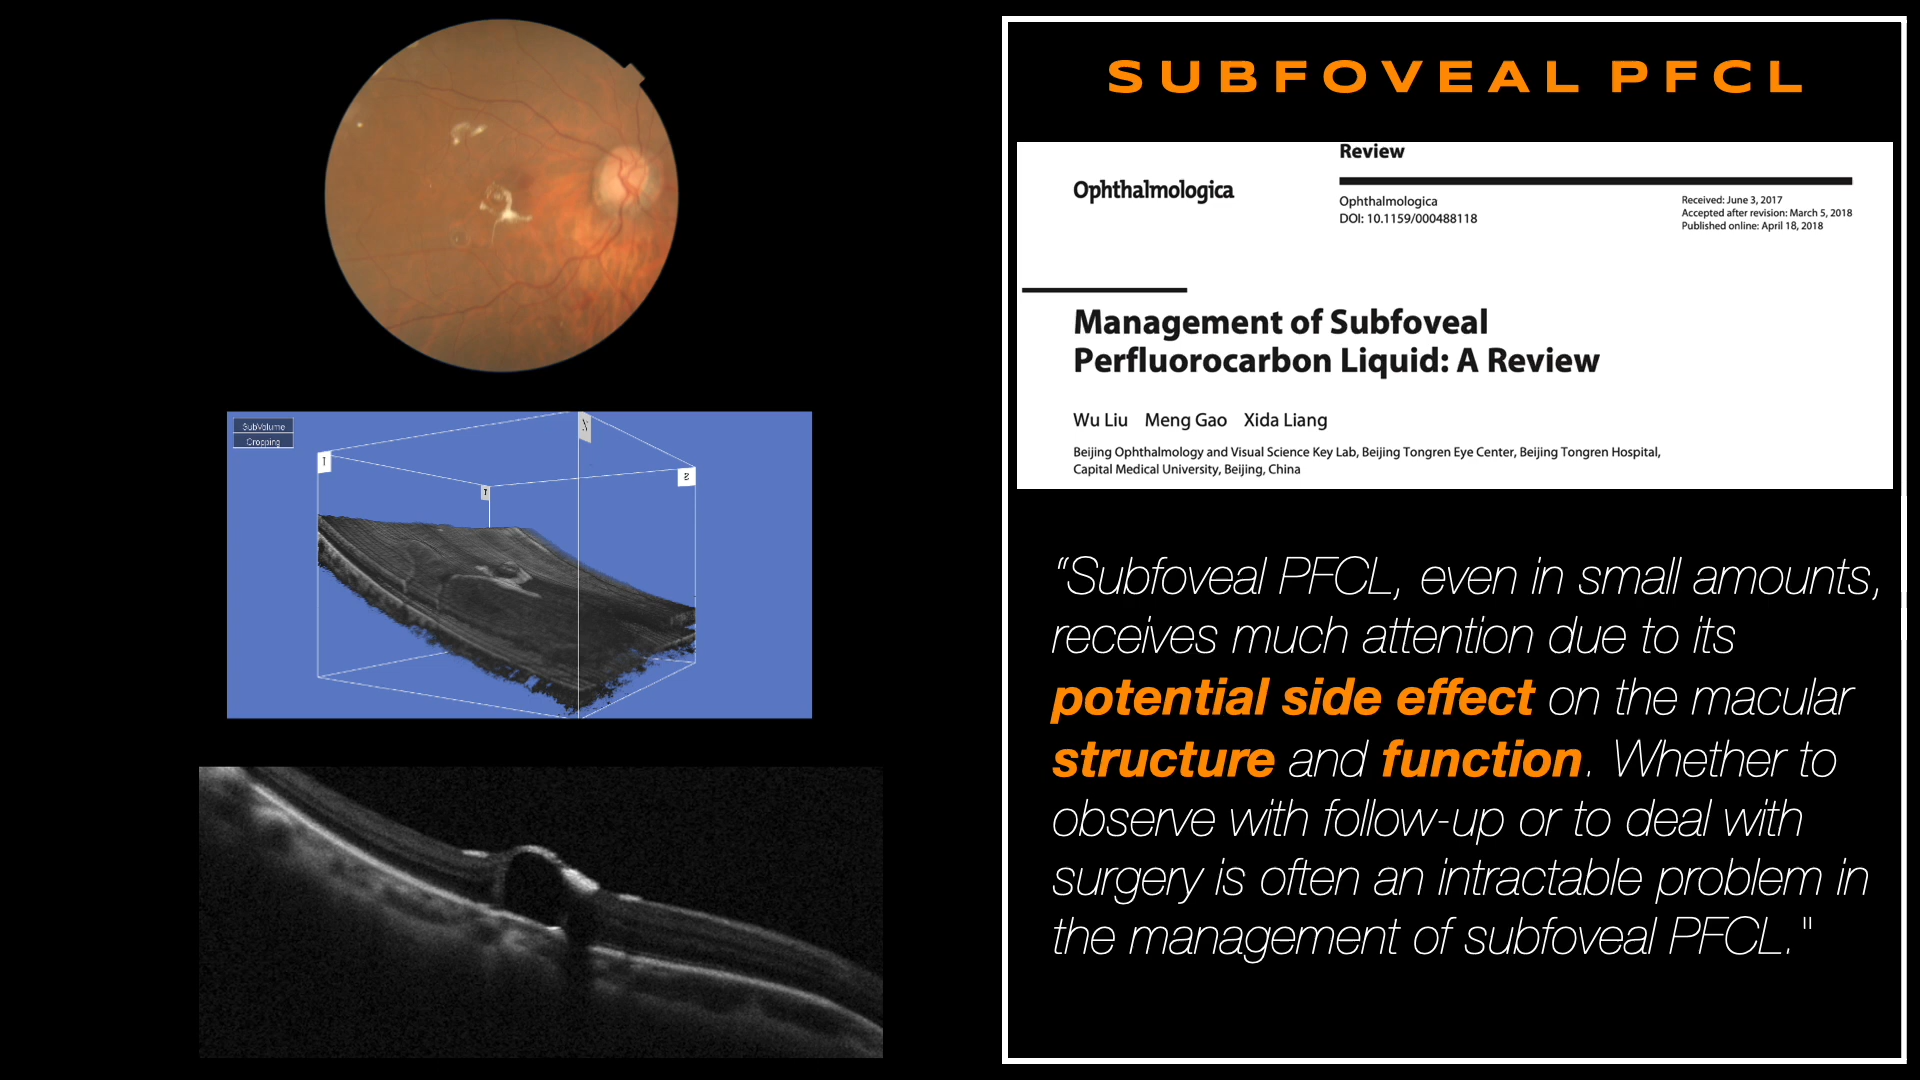 SUBFOVEAL PFCL
Review
Ophthalmologica
Ophthalmologica
DOI: 10.1159/000488118
Received: June 3, 2017
Accepted after revision: March 5, 2018
Published online: April 18, 2018
Management of Subfoveal
Perfluorocarbon Liquid: A Review
Wu Liu Meng Gao Xida Liang
Beijing Ophthalmology and Visual Science Key Lab, Beijing Tongren Eye Center, Beijing Tongren Hospital,
Capital Medical University, Beijing, China
“Subfoveal PFCL, even in small amounts,
receives much attention due to its
potential side effect on the macular
structure and function. Whether to
observe with follow-up or to deal with
surgery is often an intractable problem in
the management of subfoveal PFCL."
SubVolume
Cropping